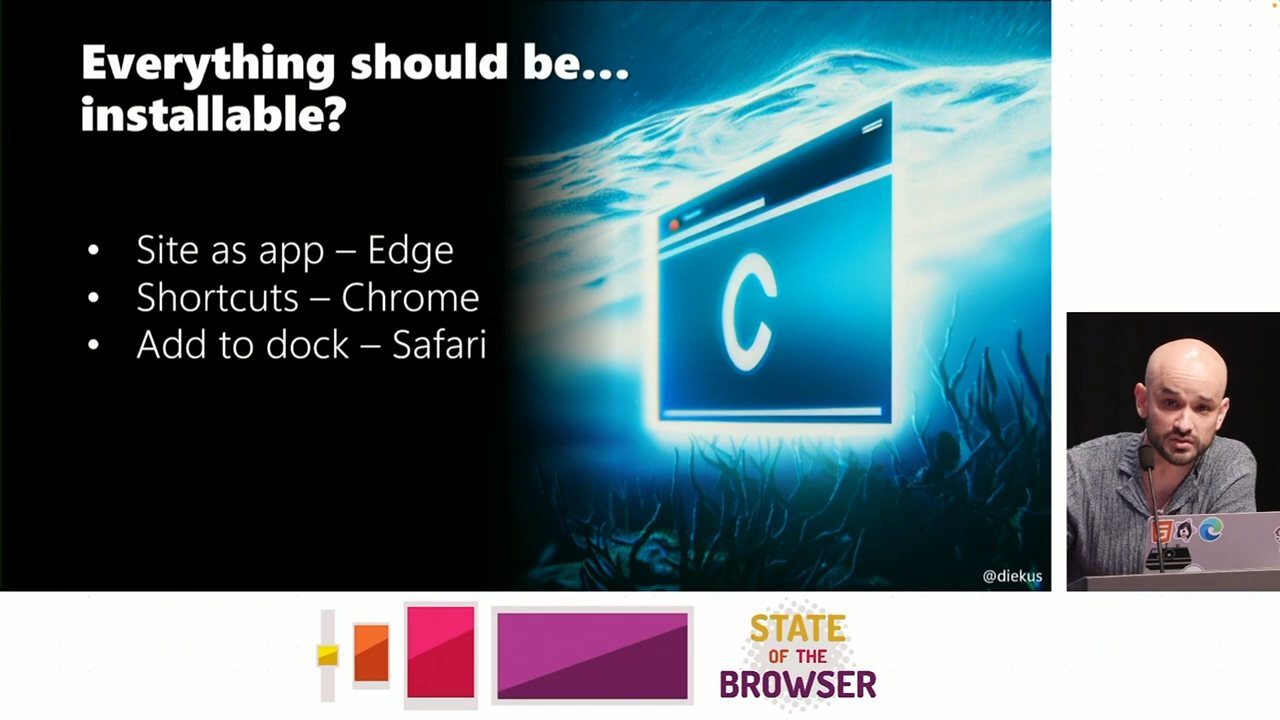 Everything should be...
installable?
• Site as app – Edge
• Shortcuts – Chrome
• Add to dock – Safari
C
@diekus
STATE
OF THE
BROWSER